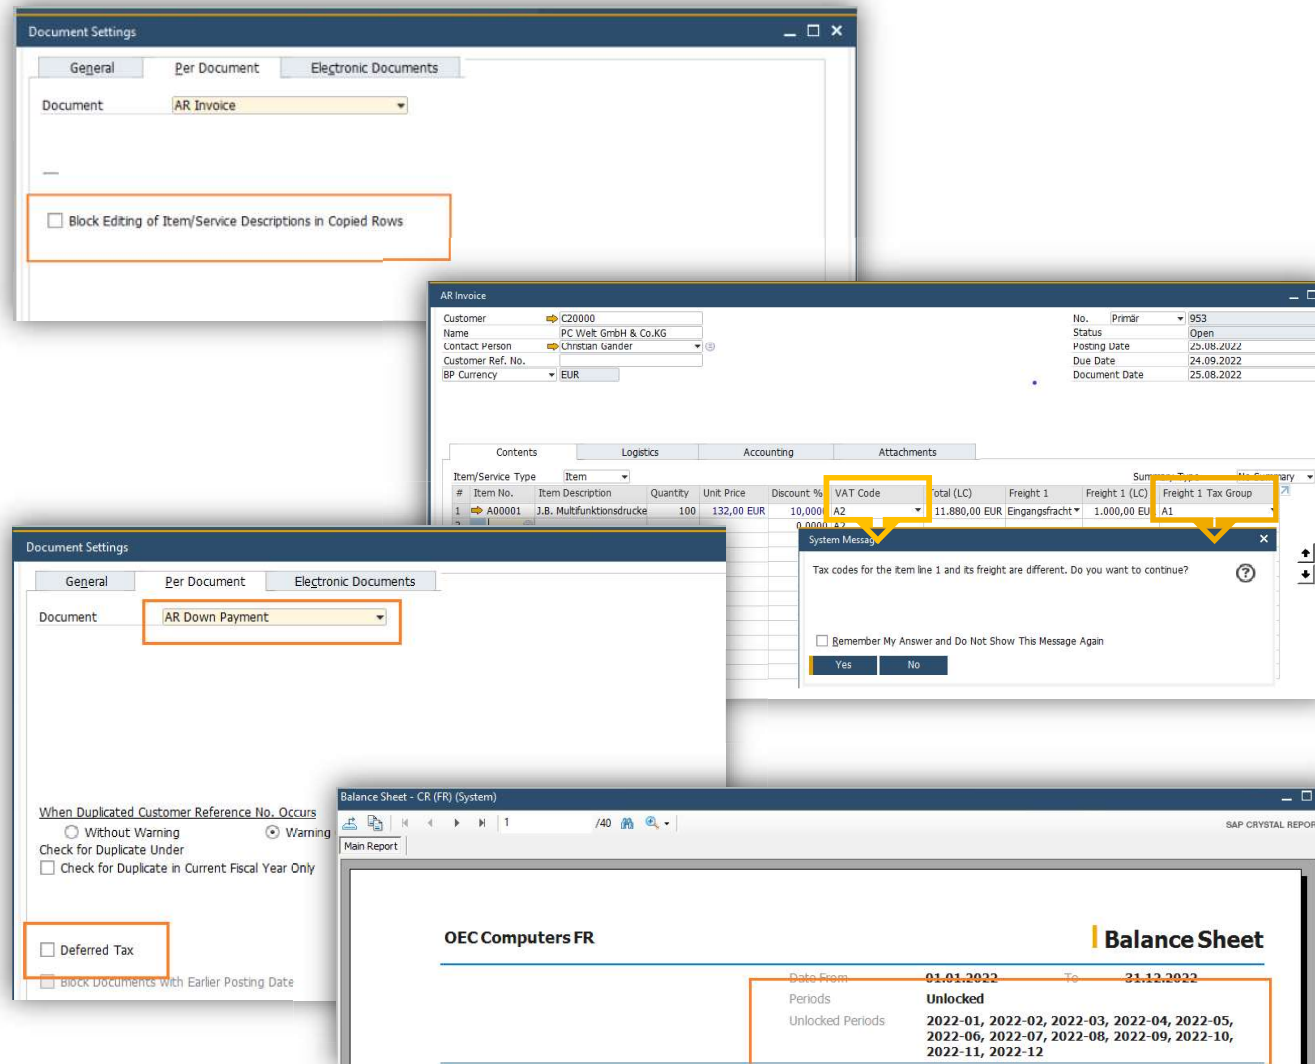 Document Settings
General Per Document Electronic Documents
Document AR Invoice
Block Editing of Item/Service Descriptions in Copied Rows
AR Invoice
Customer C20000
Name PC Welt GmbH & Co.KG
Contact Person Christian Gander
Customer Ref. No.
BP Currency EUR
No. Primär 953
Status Open
Posting Date 25.08.2022
Due Date 24.09.2022
Document Date 25.08.2022
Contents Logistics Accounting Attachments
Item/Service Type Item Summary Type No Summary
# Item No. Item Description Quantity Unit Price Discount % VAT Code Total (LC) Freight 1 Freight 1 (LC) Freight 1 Tax Group
1 A00001 J.B. Multifunktionsdrucke 100 132,00 EUR 10,0000 A2 11.880,00 EUR Eingangsfracht 1.000,00 EU A1
2 0,0000 A2
System Message
Tax codes for the item line 1 and its freight are different. Do you want to continue?
Remember My Answer and Do Not Show This Message Again
Yes No
Document Settings
General Per Document Electronic Documents
Document AR Down Payment
When Duplicated Customer Reference No. Occurs
Without Warning Warning
Check for Duplicate Under
Check for Duplicate in Current Fiscal Year Only
Deferred Tax
Block Documents with Earlier Posting Date
Balance Sheet - CR (FR) (System)
1 /40 SAP CRYSTAL REPOR
Main Report
OEC Computers FR Balance Sheet
Date From 01.01.2022 To 31.12.2022
Periods Unlocked
Unlocked Periods 2022-01, 2022-02, 2022-03, 2022-04, 2022-05,
2022-06, 2022-07, 2022-08, 2022-09, 2022-10,
2022-11, 2022-12